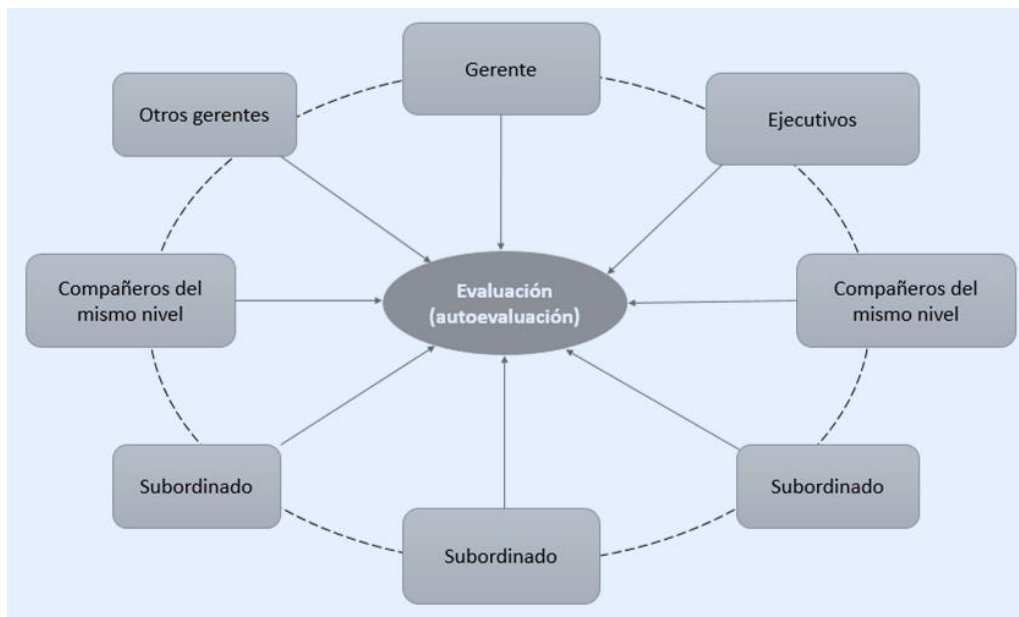 Gerente
Otros gerentes
Ejecutivos
Compañeros del
mismo nivel
Evaluación
(autoevaluación)
Compañeros del
mismo nivel
Subordinado
Subordinado
Subordinado